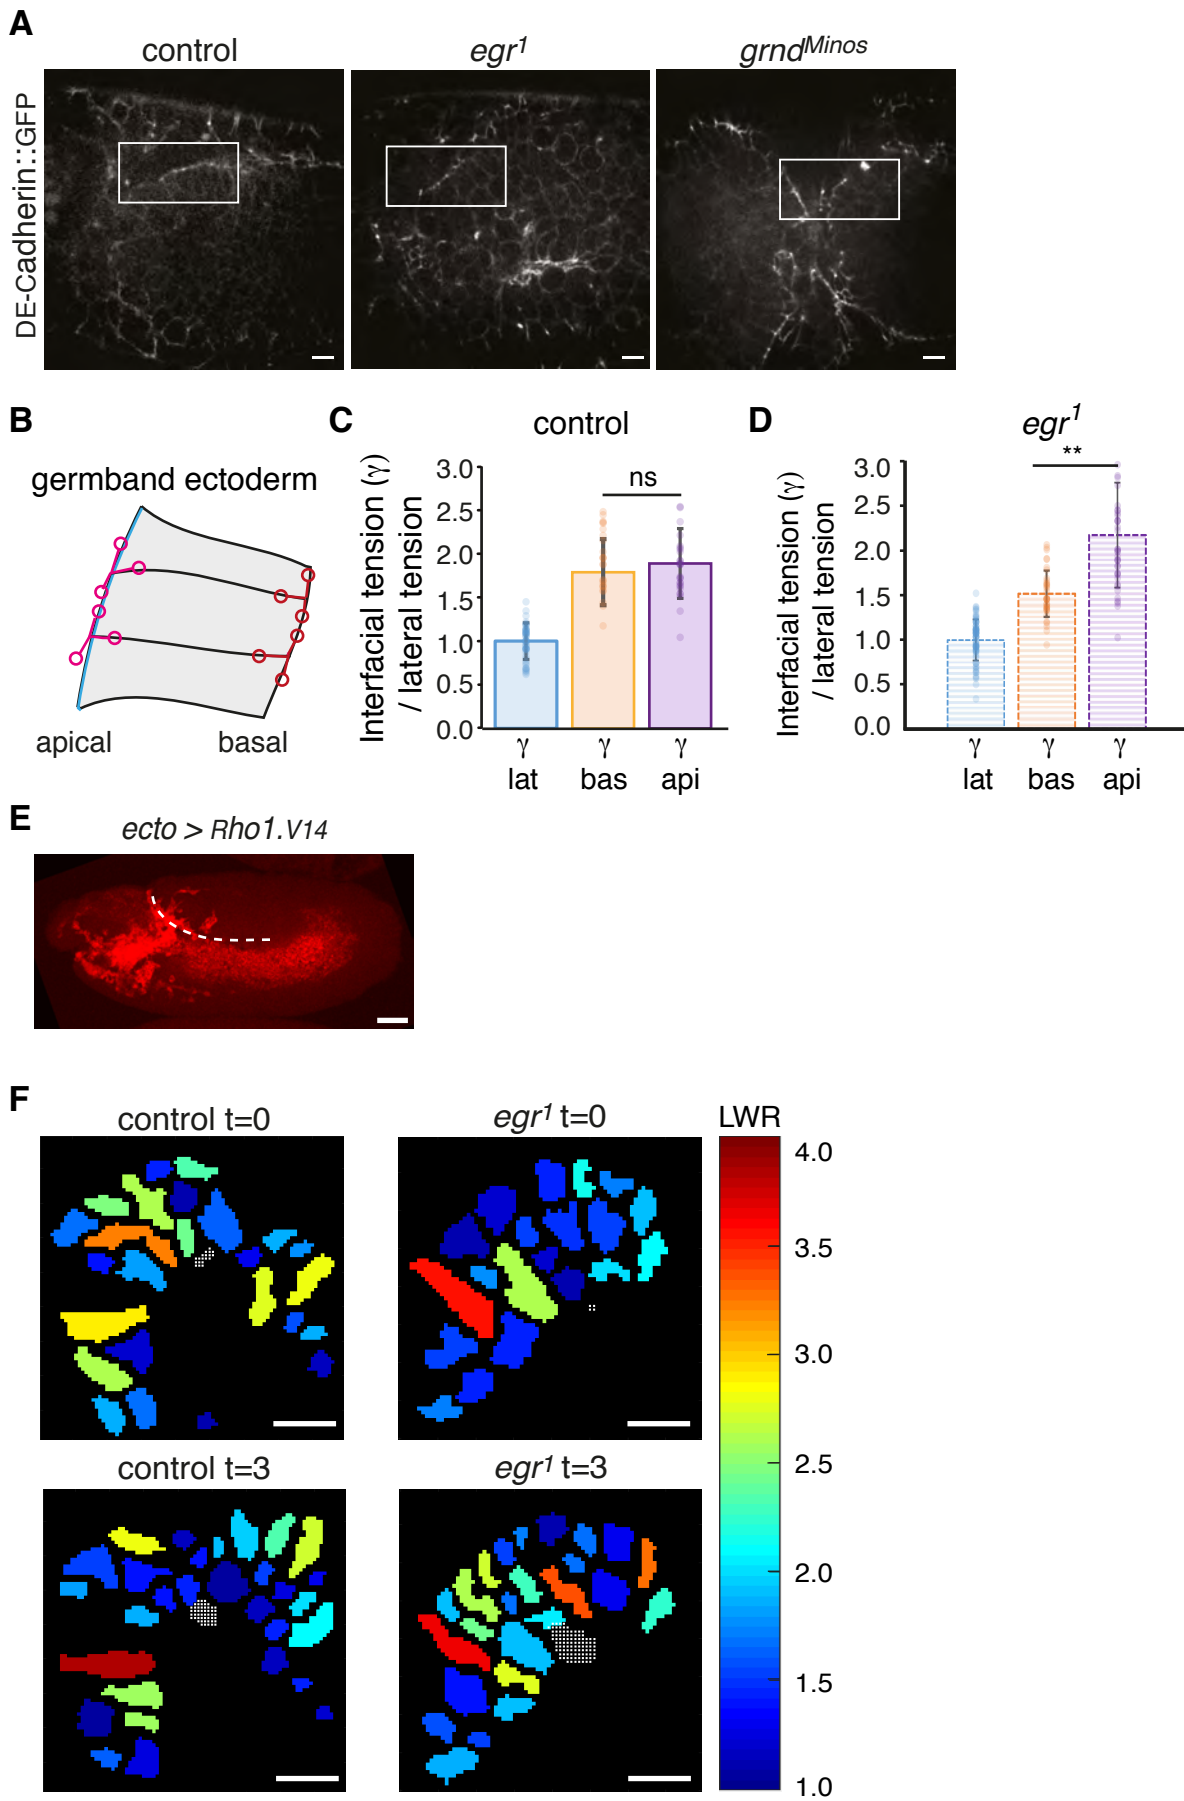 A
control
egr1
grndMinos
DE-Cadherin::GFP
B
germband ectoderm
apical
basal
C
control
Interfacial tension (γ)
/ lateral tension
3.0
2.5
2.0
1.5
1.0
0.5
0.0
ns
γ
lat
γ
bas
γ
api
D
egr1
Interfacial tension (γ)
/ lateral tension
3.0
2.5
2.0
1.5
1.0
0.5
0.0
**
γ
lat
γ
bas
γ
api
E
ecto > Rho1.V14
F
control t=0
egr1 t=0
control t=3
egr1 t=3
LWR
4.0
3.5
3.0
2.5
2.0
1.5
1.0